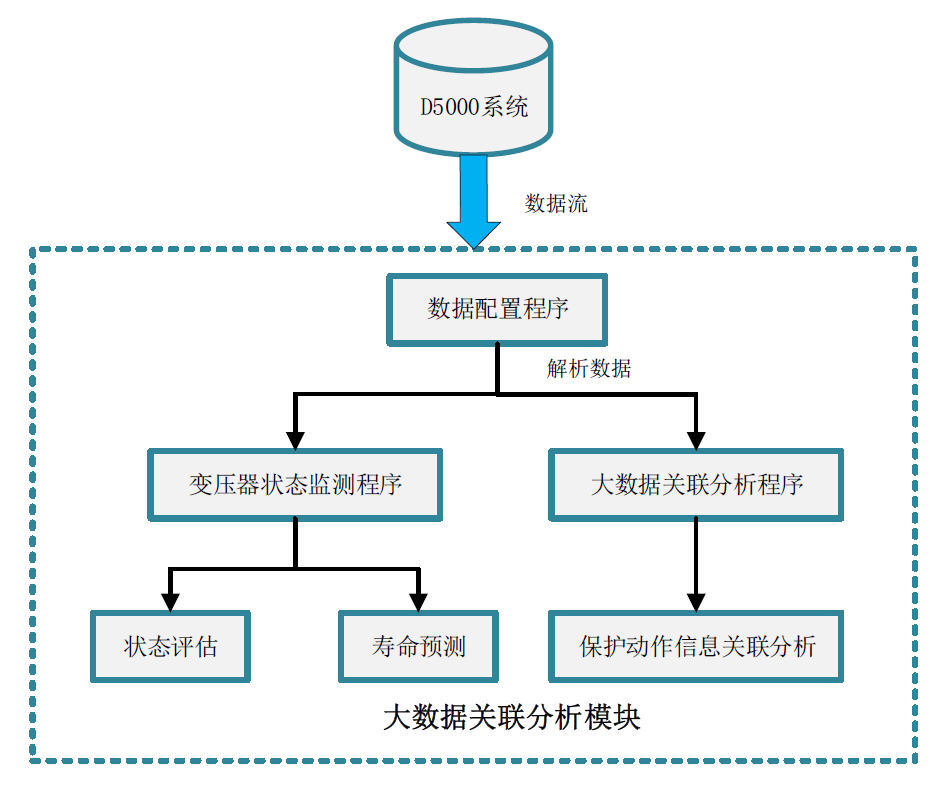 D5000系统
数据流
数据配置程序
解析数据
变压器状态监测程序
大数据关联分析程序
状态评估
寿命预测
保护动作信息关联分析
大数据关联分析模块